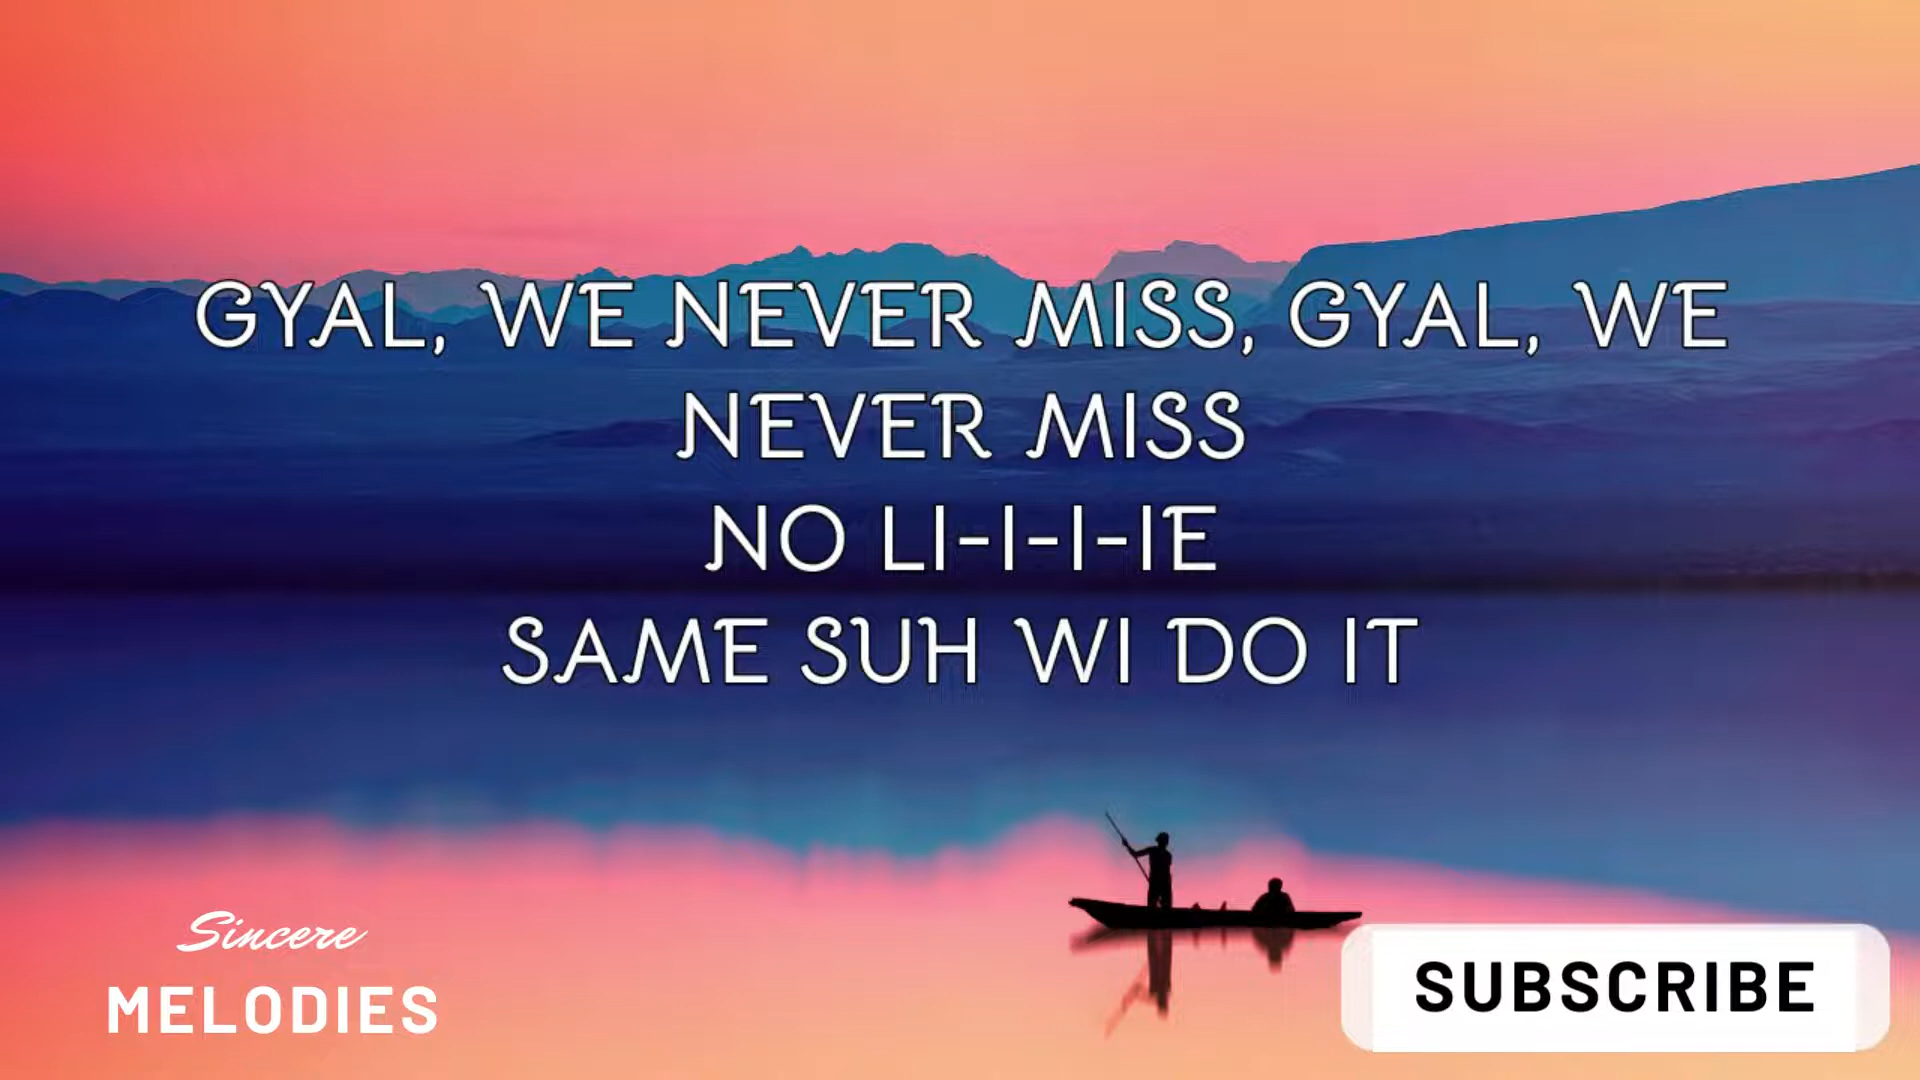 GYAL, WE NEVER MISS, GYAL, WE
NEVER MISS
NO LI-I-I-IE
SAME SUH WI DO IT
Sincere
MELODIES
SUBSCRIBE